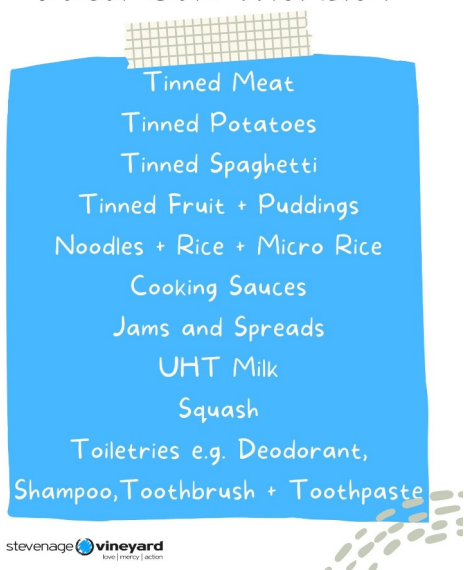 Tinned Meat
Tinned Potatoes
Tinned Spaghetti
Tinned Fruit + Puddings
Noodles + Rice + Micro Rice
Cooking Sauces
Jams and Spreads
UHT Milk
Squash
Toiletries e.g. Deodorant,
Shampoo,Toothbrush + Toothpaste
stevenage vineyard
love | mercy | action